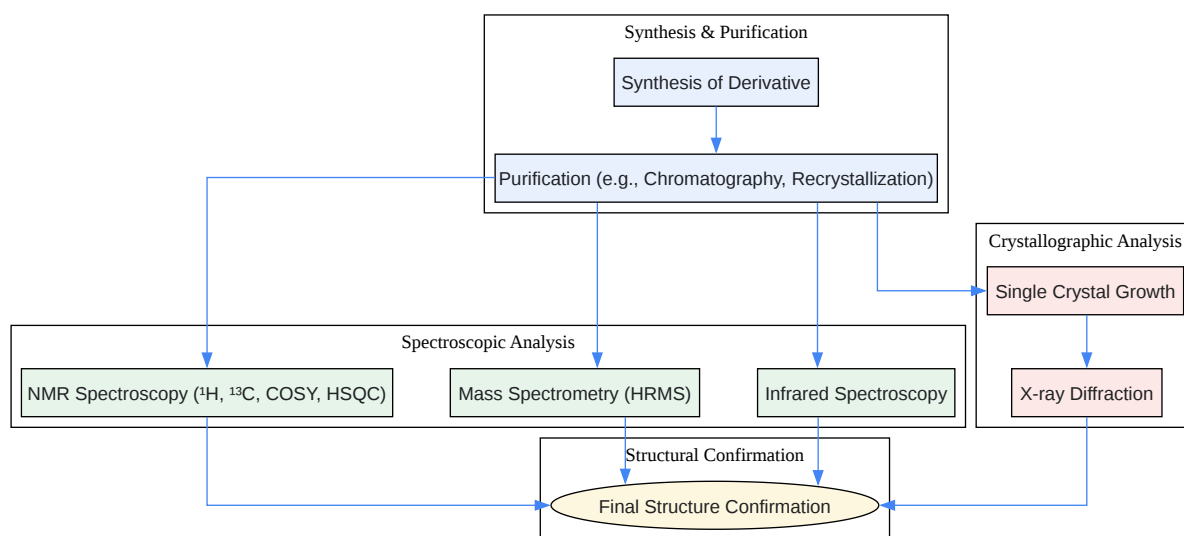 Synthesis & Purification
Synthesis of Derivative
Purification (e.g., Chromatography, Recrystallization)
Crystallographic Analysis
Single Crystal Growth
Spectroscopic Analysis
NMR Spectroscopy (¹H, ¹³C, COSY, HSQC)
Mass Spectrometry (HRMS)
Infrared Spectroscopy
X-ray Diffraction
Structural Confirmation
Final Structure Confirmation